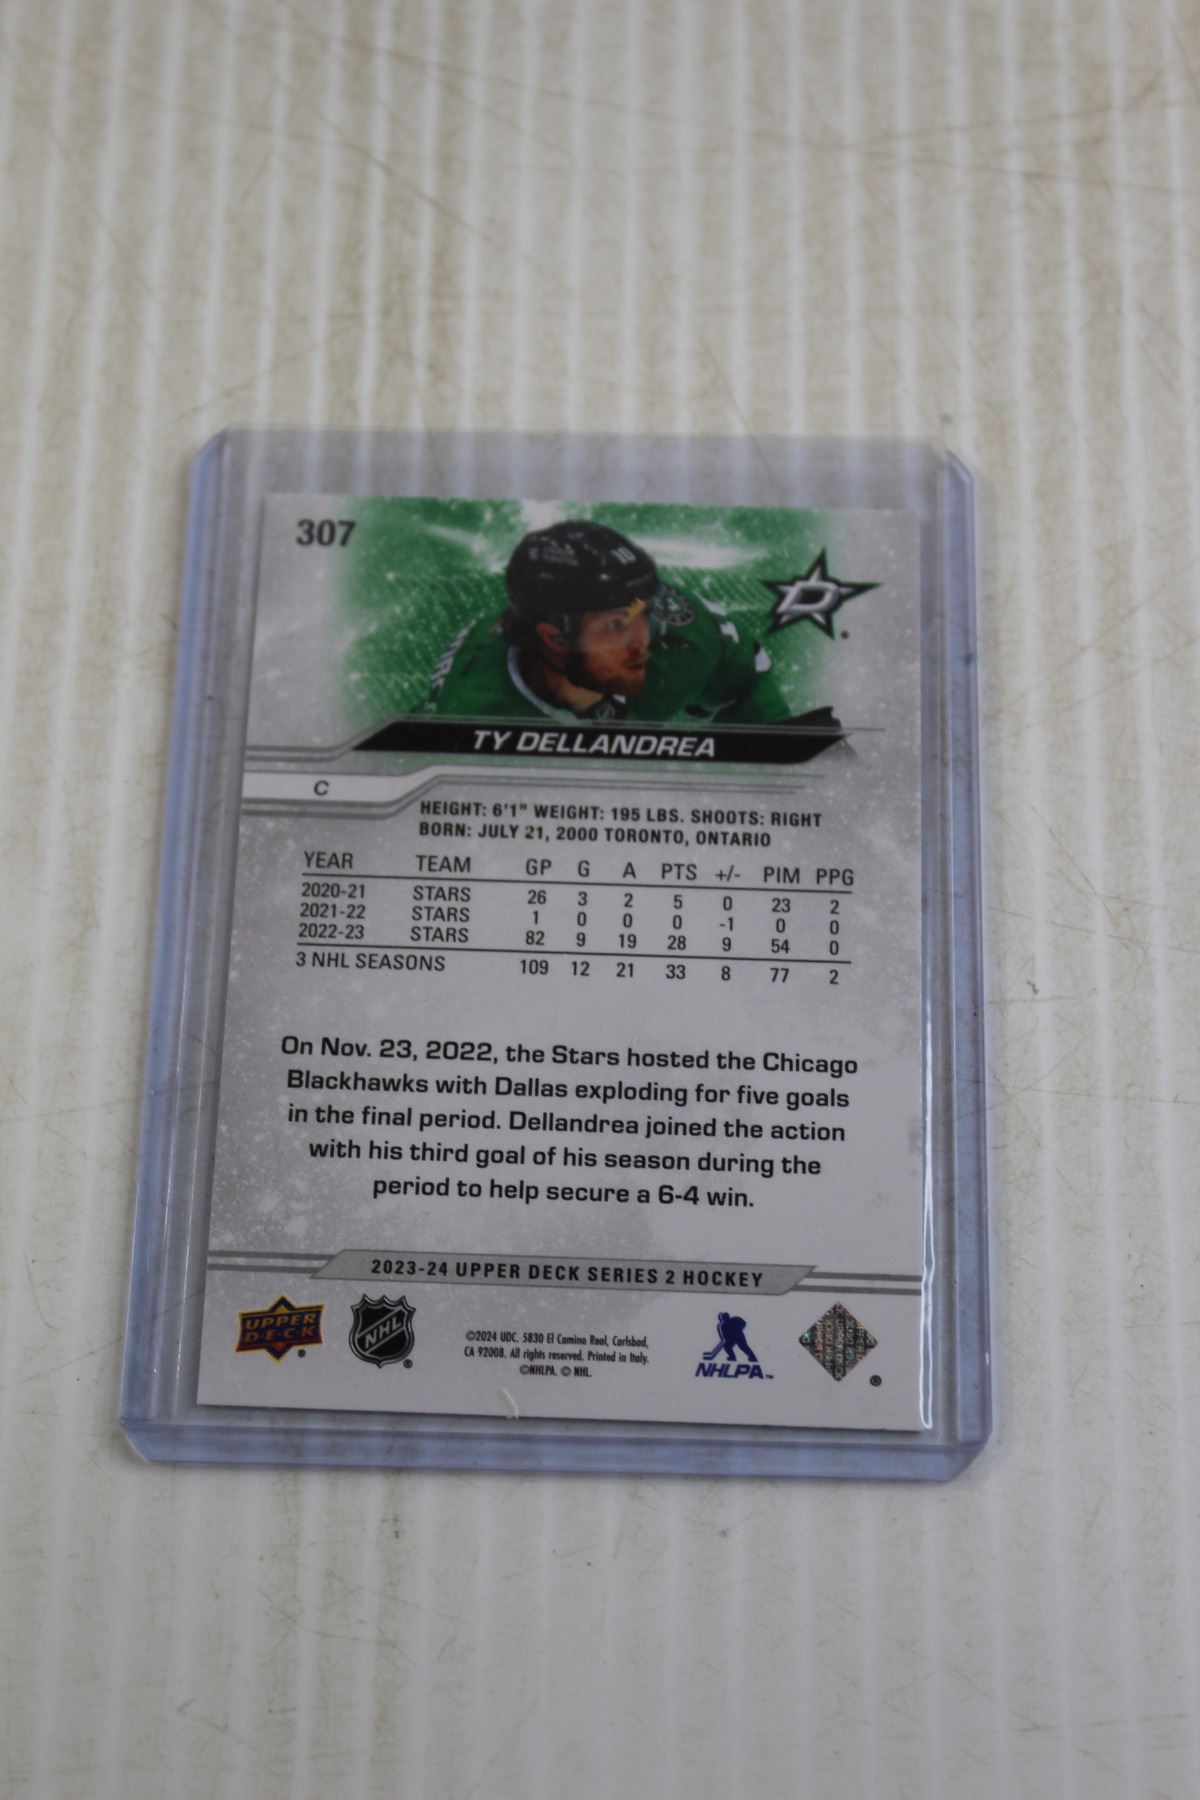 307
10
D
TY DELLANDREA
C
HEIGHT: 6'1" WEIGHT: 195 LBS. SHOOTS: RIGHT
BORN: JULY 21, 2000 TORONTO, ONTARIO
YEAR TEAM GP G A PTS +/- PIM PPG
2020-21 STARS 26 3 2 5 0 23 2
2021-22 STARS 1 0 0 0 -1 0 0
2022-23 STARS 82 9 19 28 9 54 0
3 NHL SEASONS 109 12 21 33 8 77 2
On Nov. 23, 2022, the Stars hosted the Chicago
Blackhawks with Dallas exploding for five goals
in the final period. Dellandrea joined the action
with his third goal of his season during the
period to help secure a 6-4 win.
2023-24 UPPER DECK SERIES 2 HOCKEY
UPPER
D·E·C·K
®
NHL
®
©2024 UDC. 5830 El Camino Real, Carlsbad,
CA 92008. All rights reserved. Printed in Italy.
©NHLPA. © NHL
NHLPA™
®